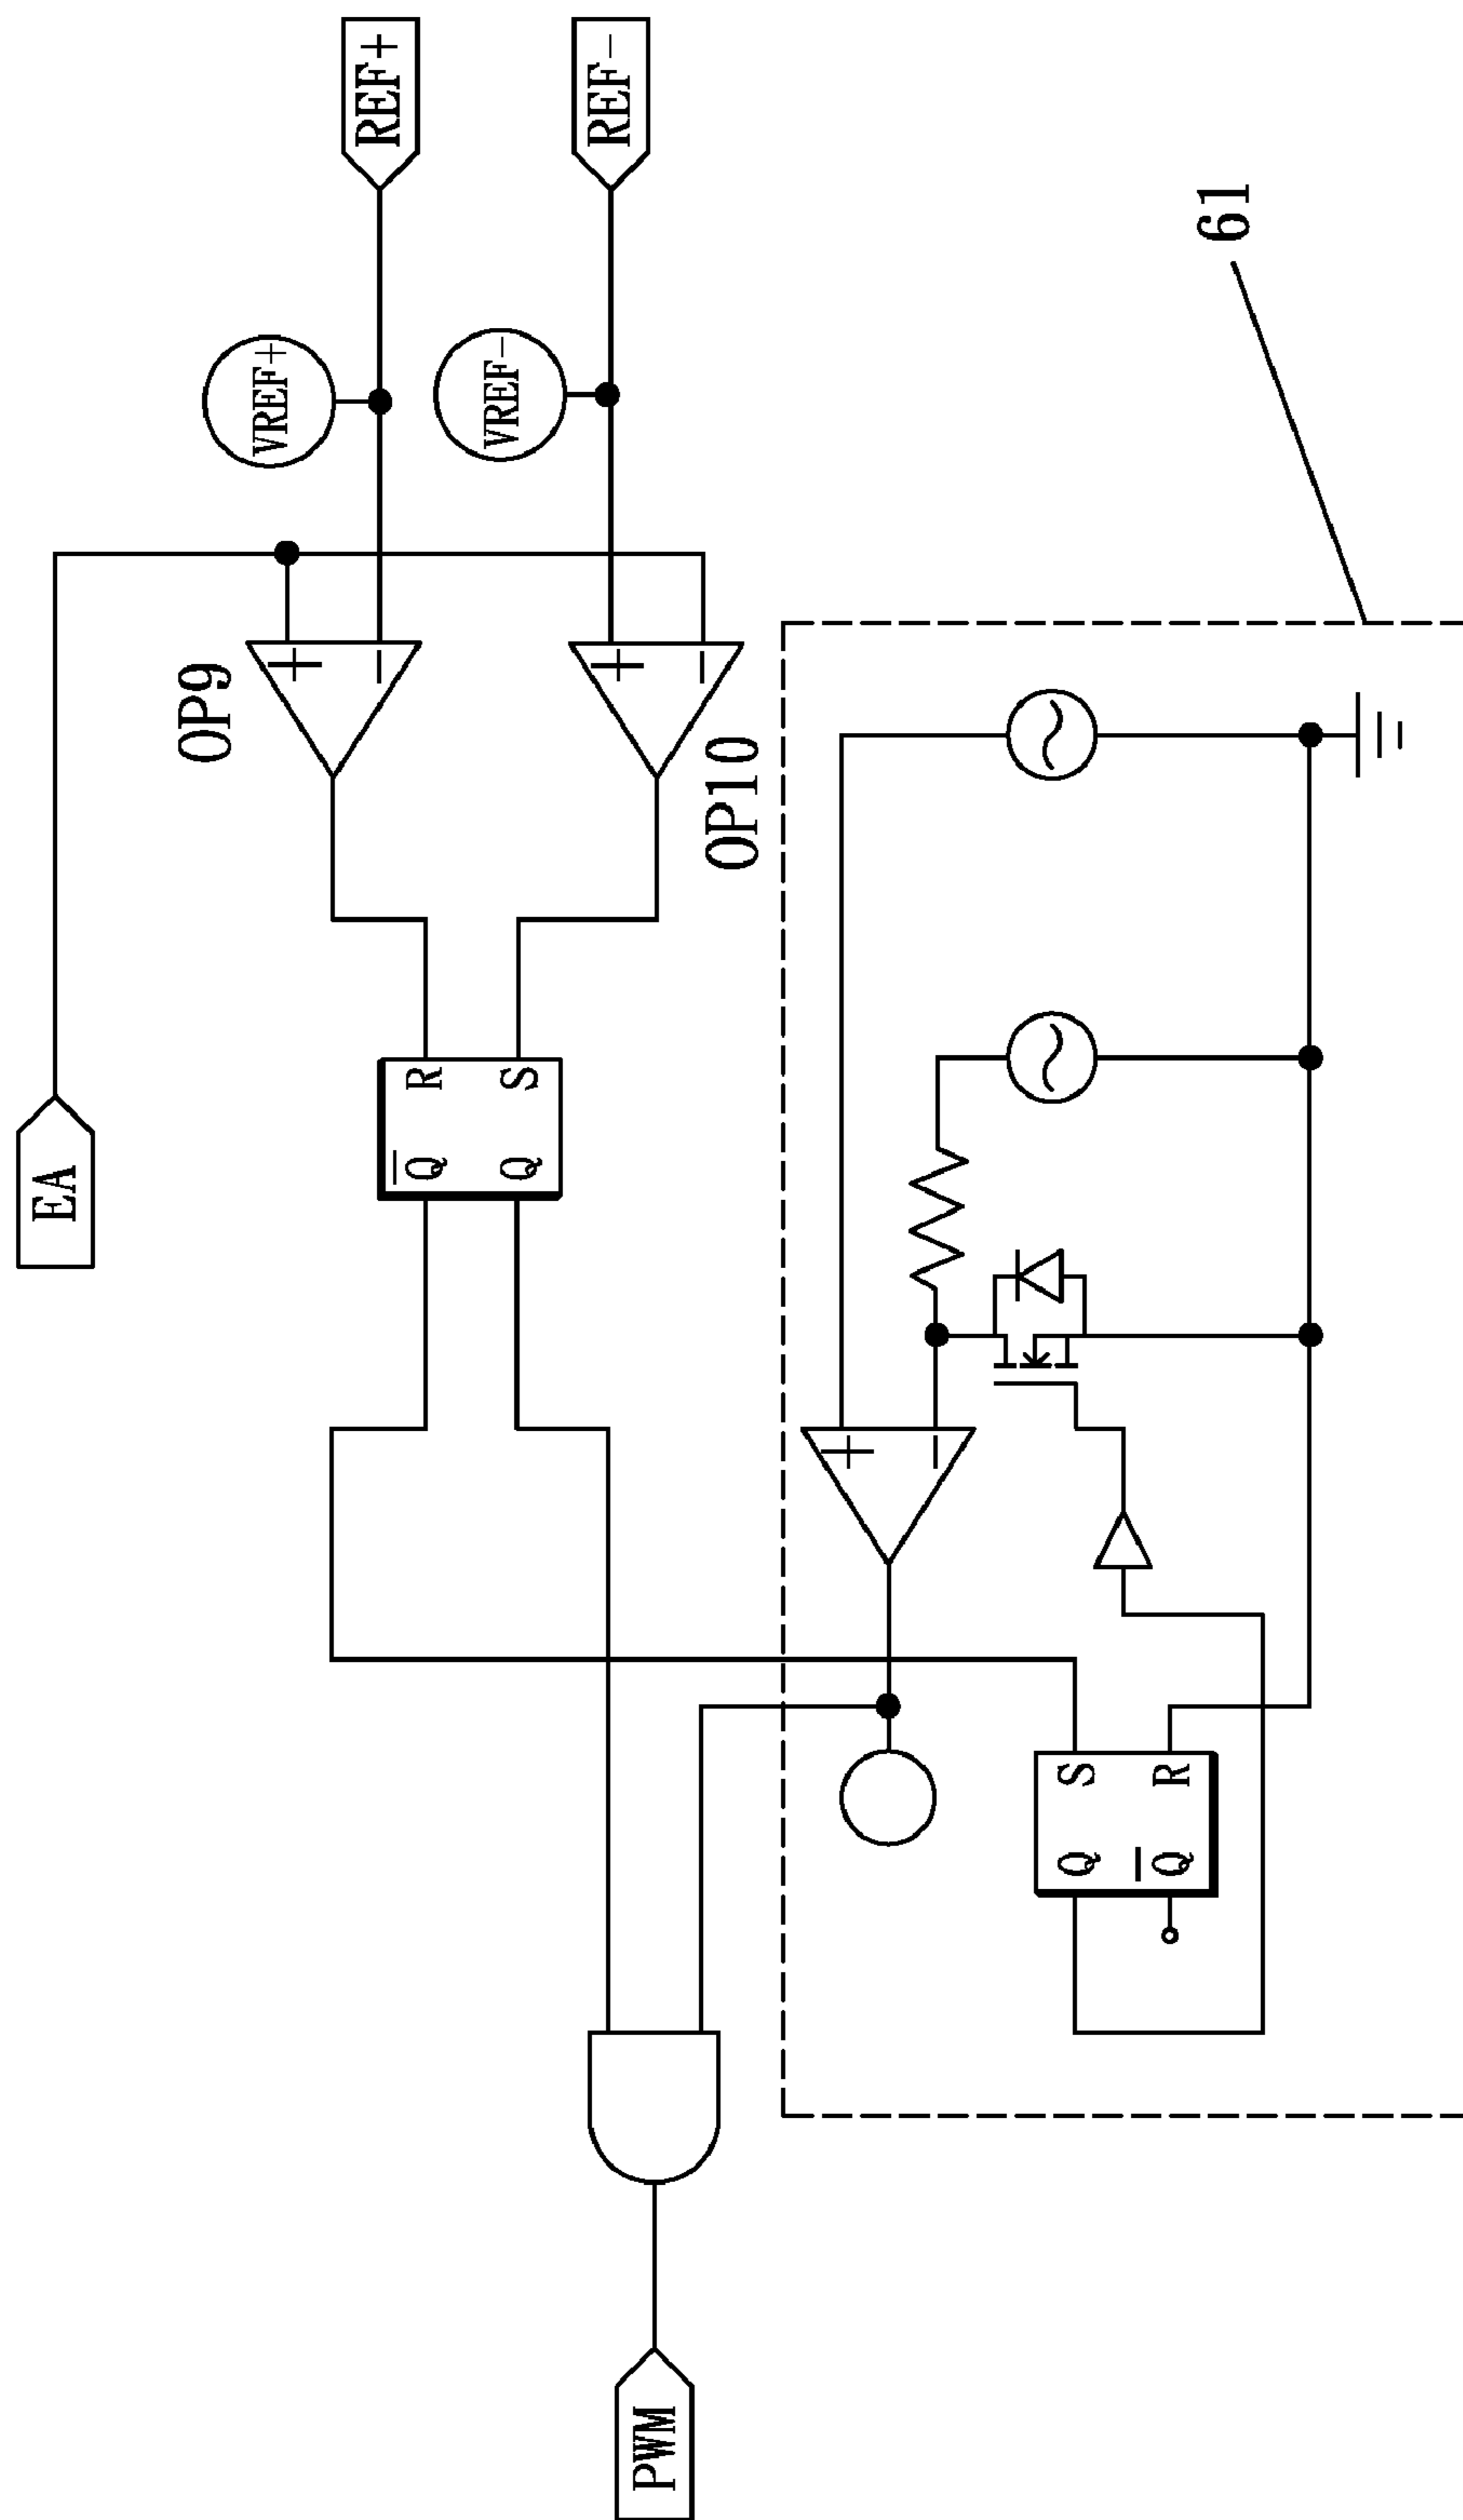 REF+
REF-
61
VREF+
VREF-
+
-
+
-
OP9
OP10
EA
R
S
Q̅
Q
+
-
S
R
Q
Q̅
PWM